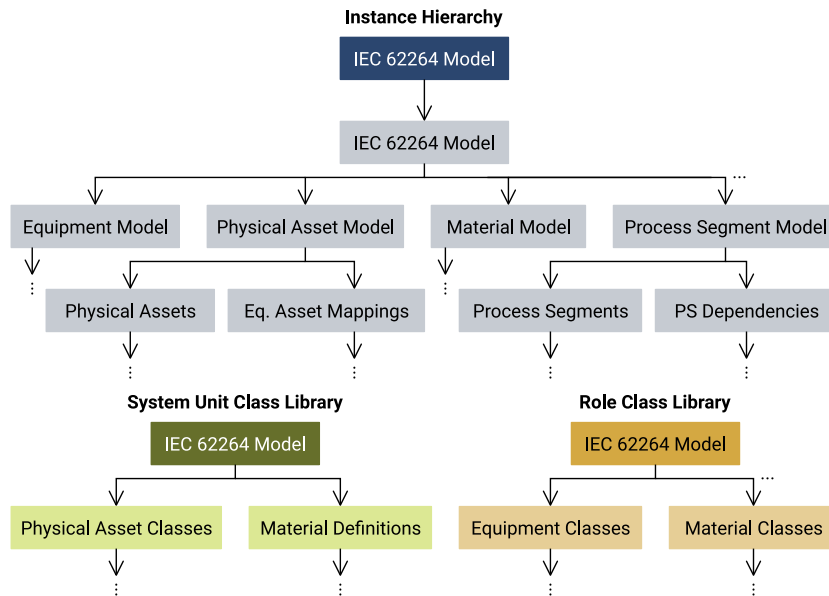 Instance Hierarchy
IEC 62264 Model
IEC 62264 Model
...
Equipment Model
Physical Asset Model
Material Model
Process Segment Model
...
...
Physical Assets
Eq. Asset Mappings
Process Segments
PS Dependencies
...
...
...
...
System Unit Class Library
Role Class Library
IEC 62264 Model
IEC 62264 Model
...
Physical Asset Classes
Material Definitions
Equipment Classes
Material Classes
...
...
...
...